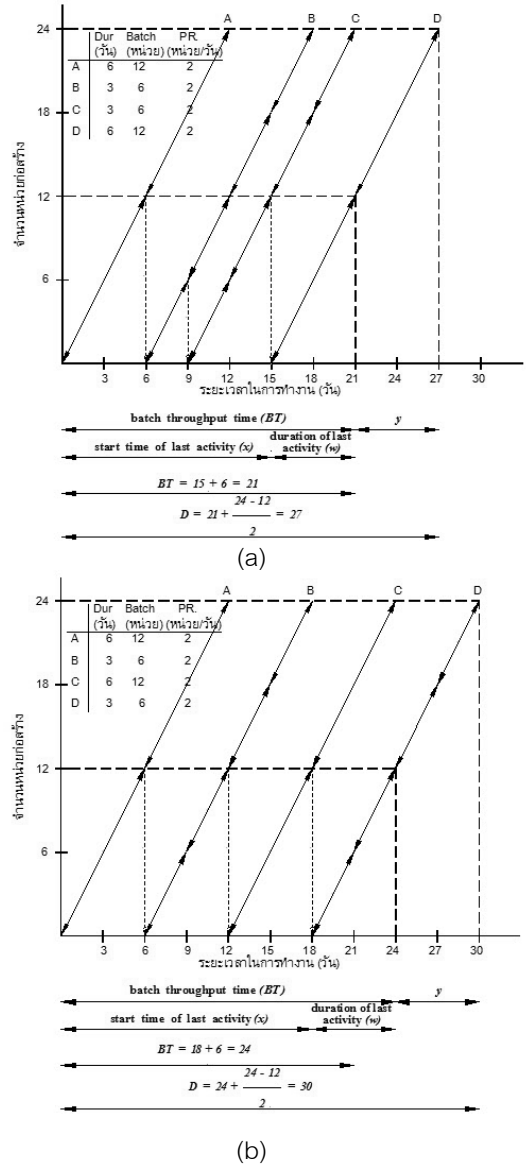 A B C D
24
Dur Batch PR.
(วัน) (หน่วย) (หน่วย/วัน)
A 6 12 2
B 3 6 2
C 3 6 2
D 6 12 2
18
12
6
จำนวนหน่วยก่อสร้าง
3 6 9 12 15 18 21 24 27 30
ระยะเวลาในการทำงาน (วัน)
batch throughput time (BT) y
start time of last activity (x) duration of last activity (w)
BT = 15 + 6 = 21
D = 21 + (24 - 12) / 2 = 27
(a)
A B C D
24
Dur Batch PR.
(วัน) (หน่วย) (หน่วย/วัน)
A 6 12 2
B 3 6 2
C 6 12 2
D 3 6 2
18
12
6
จำนวนหน่วยก่อสร้าง
3 6 9 12 15 18 21 24 27 30
ระยะเวลาในการทำงาน (วัน)
batch throughput time (BT) y
start time of last activity (x) duration of last activity (w)
BT = 18 + 6 = 24
D = 24 + (24 - 12) / 2 = 30
(b)